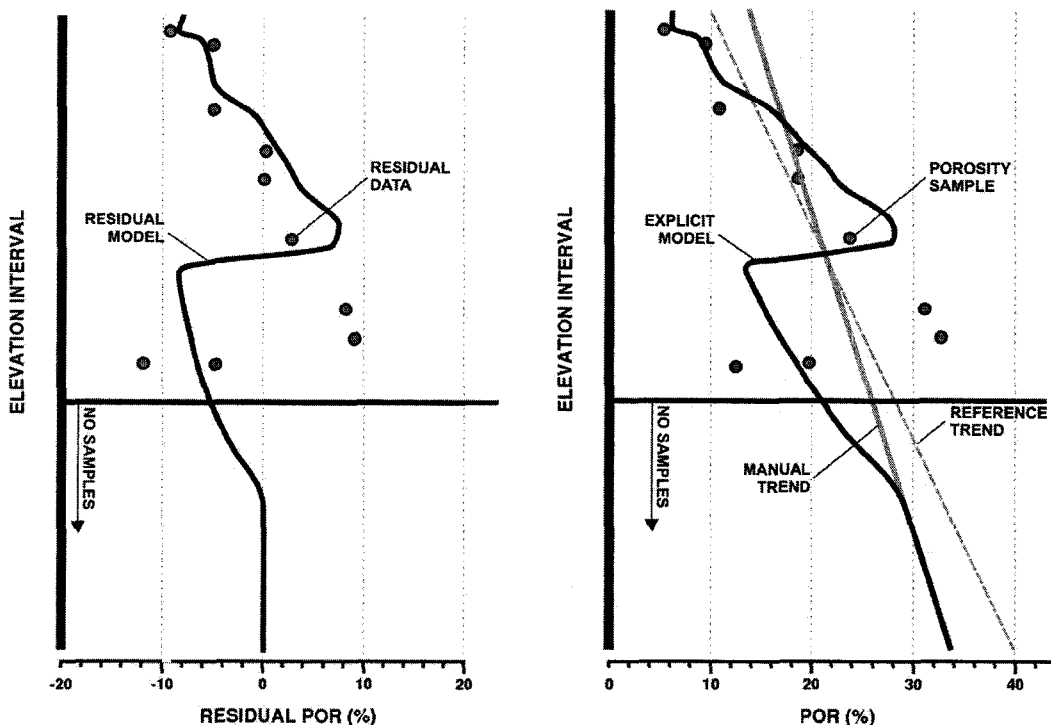 ELEVATION INTERVAL
RESIDUAL
MODEL
RESIDUAL
DATA
NO SAMPLES
-20
-10
0
10
20
RESIDUAL POR (%)
ELEVATION INTERVAL
EXPLICIT
MODEL
POROSITY
SAMPLE
NO SAMPLES
MANUAL
TREND
REFERENCE
TREND
0
10
20
30
40
POR (%)